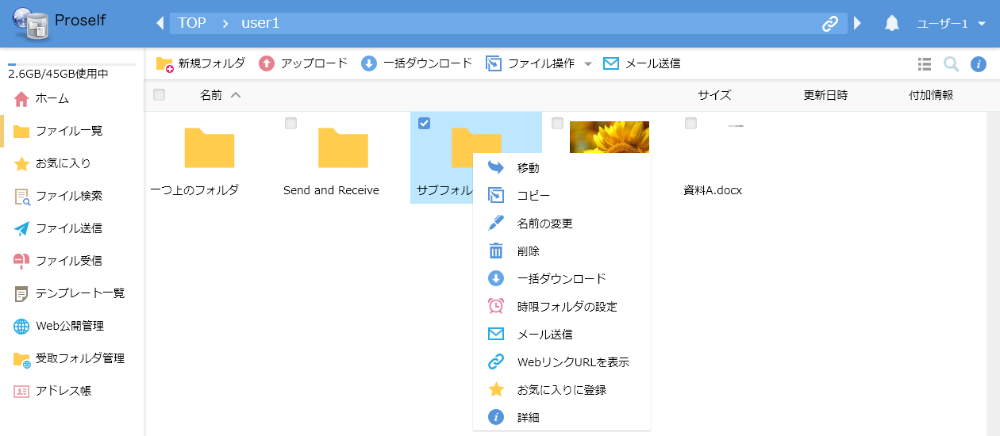 Proself
TOP > user1
ユーザー1
2.6GB/45GB使用中
ホーム
ファイル一覧
お気に入り
ファイル検索
ファイル送信
ファイル受信
テンプレート一覧
Web公開管理
受取フォルダ管理
アドレス帳
新規フォルダ
アップロード
一括ダウンロード
ファイル操作
メール送信
名前
サイズ
更新日時
付加情報
一つ上のフォルダ
Send and Receive
サブフォル
資料A.docx
移動
コピー
名前の変更
削除
一括ダウンロード
時限フォルダの設定
メール送信
WebリンクURLを表示
お気に入りに登録
詳細